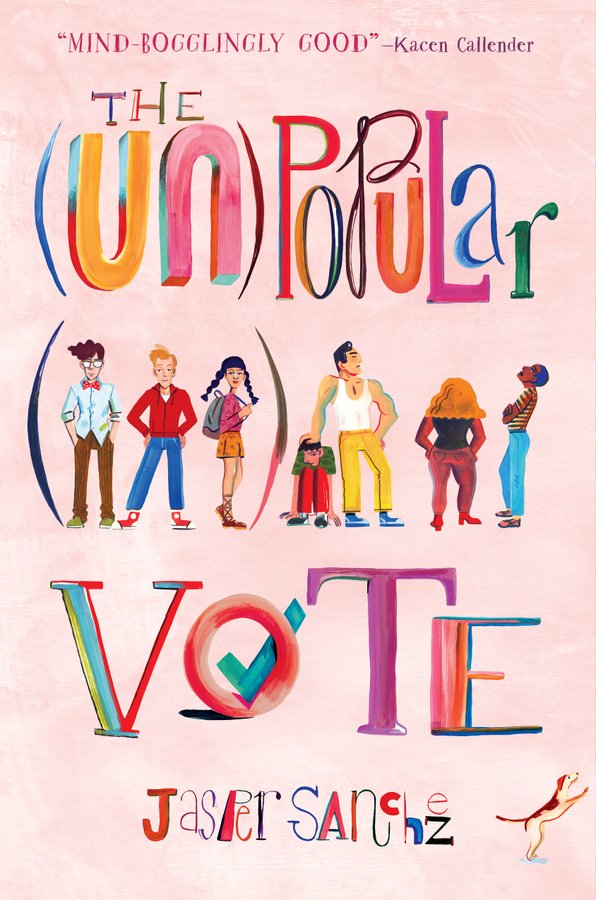 “MIND-BOGGLINGLY GOOD”–KACEN CALLENDER
THE
(UN)POPULAR
VOTE
JASPER SANCHEZ